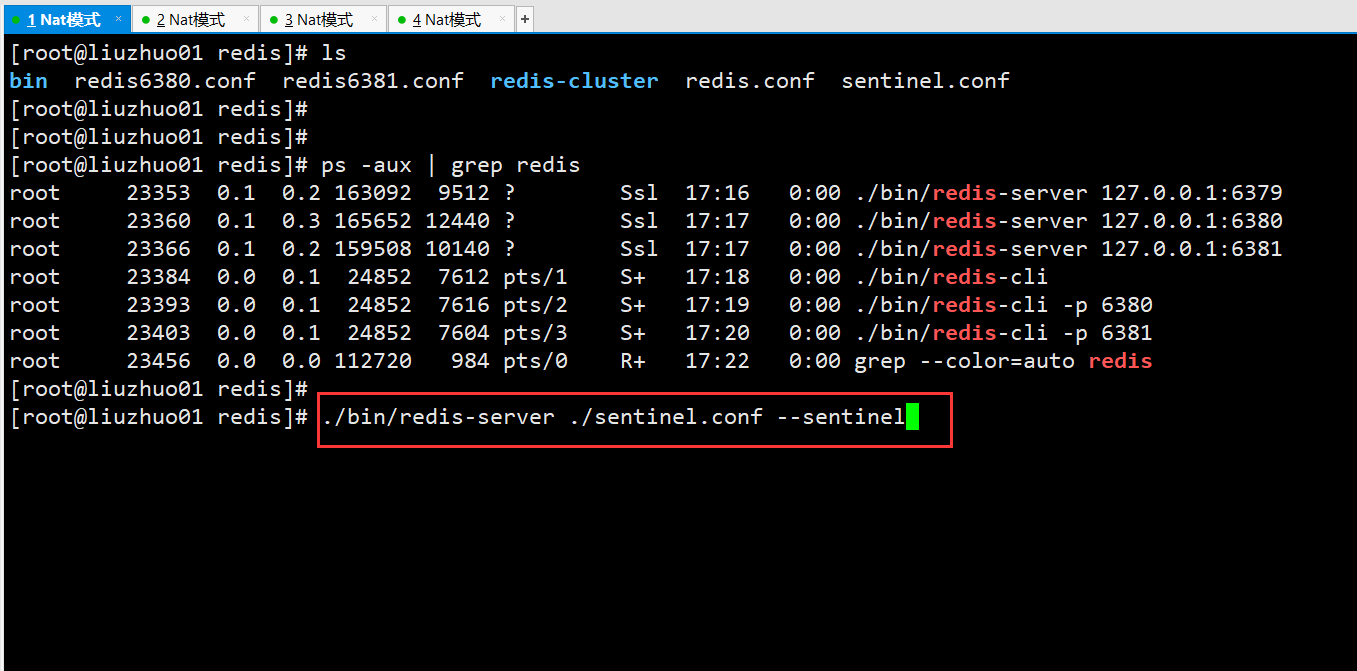 1 Nat模式 × 2 Nat模式 × 3 Nat模式 × 4 Nat模式 × +
[root@liuzhuo01 redis]# ls
bin  redis6380.conf  redis6381.conf  redis-cluster  redis.conf  sentinel.conf
[root@liuzhuo01 redis]#
[root@liuzhuo01 redis]#
[root@liuzhuo01 redis]# ps -aux | grep redis
root     23353  0.1  0.2 163092  9512 ?        Ssl  17:16   0:00 ./bin/redis-server 127.0.0.1:6379
root     23360  0.1  0.3 165652 12440 ?        Ssl  17:17   0:00 ./bin/redis-server 127.0.0.1:6380
root     23366  0.1  0.2 159508 10140 ?        Ssl  17:17   0:00 ./bin/redis-server 127.0.0.1:6381
root     23384  0.0  0.1  24852  7612 pts/1    S+   17:18   0:00 ./bin/redis-cli
root     23393  0.0  0.1  24852  7616 pts/2    S+   17:19   0:00 ./bin/redis-cli -p 6380
root     23403  0.0  0.1  24852  7604 pts/3    S+   17:20   0:00 ./bin/redis-cli -p 6381
root     23456  0.0  0.0 112720   984 pts/0    R+   17:22   0:00 grep --color=auto redis
[root@liuzhuo01 redis]#
[root@liuzhuo01 redis]# ./bin/redis-server ./sentinel.conf --sentinel